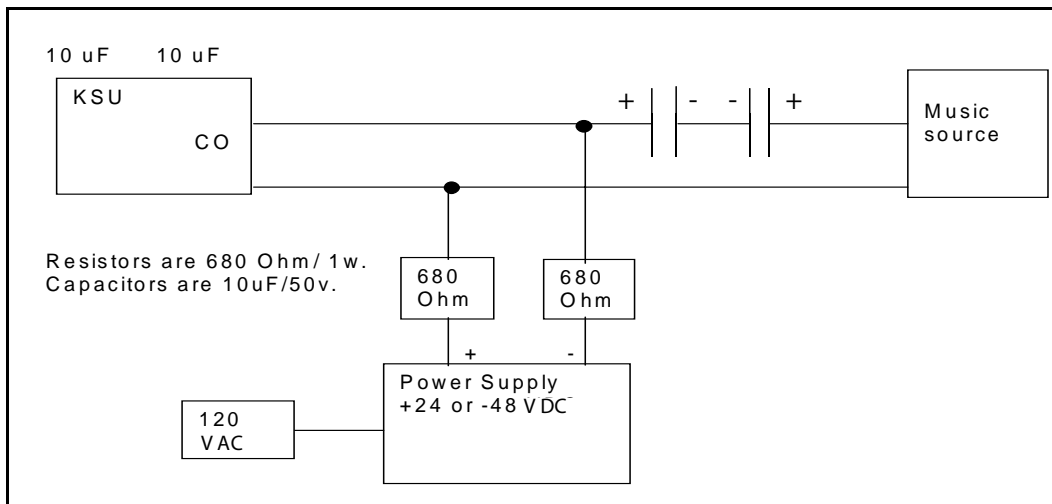 10 uF 10 uF
KSU
CO
+ - - +
Music
source
Resistors are 680 Ohm/ 1w.
Capacitors are 10uF/50v.
680
Ohm
680
Ohm
+ -
Power Supply
+24 or -48 VDC
120
VAC